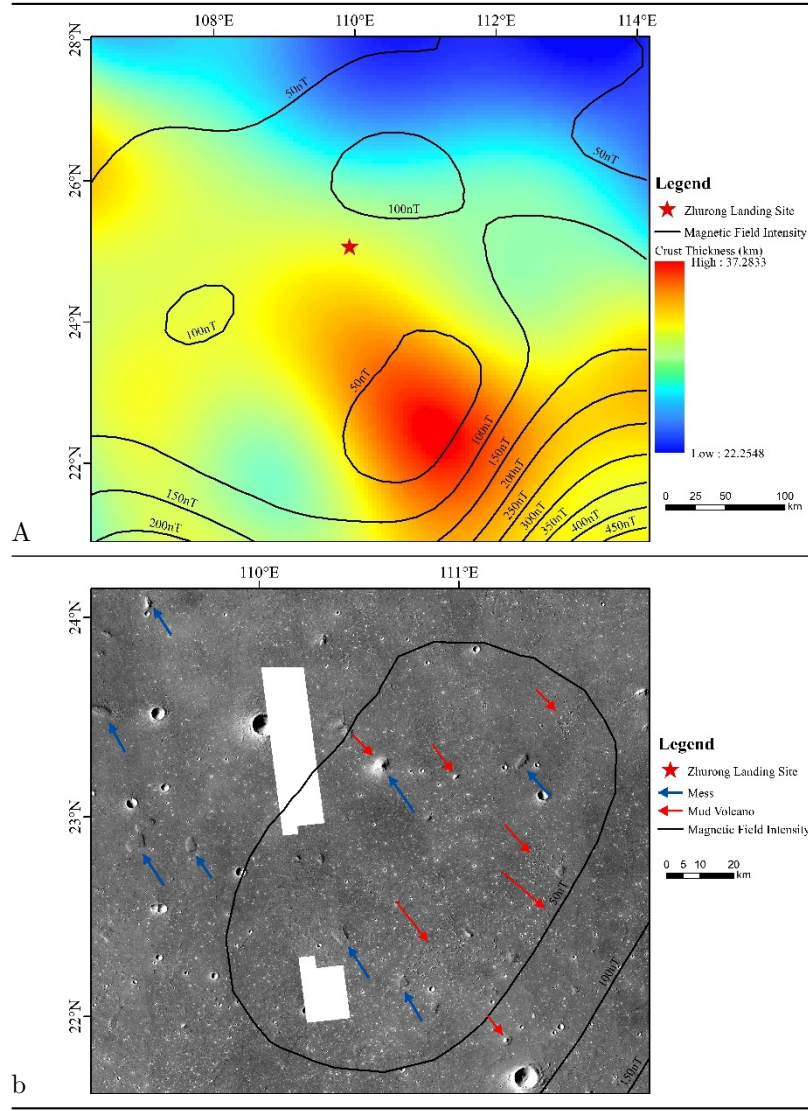 108°E 110°E 112°E 114°E
28°N
50nT
50nT
26°N
100nT
Legend
Zhurong Landing Site
Magnetic Field Intensity
Crust Thickness (km)
High : 37.2833
Low : 22.2548
24°N
100nT
50nT
100nT
22°N
150nT
150nT
200nT
200nT
250nT
300nT
350nT
400nT
450nT
0 25 50 100
km
A
110°E 111°E
24°N
23°N
22°N
50nT
100nT
150nT
Legend
Zhurong Landing Site
Mess
Mud Volcano
Magnetic Field Intensity
0 5 10 20
km
b